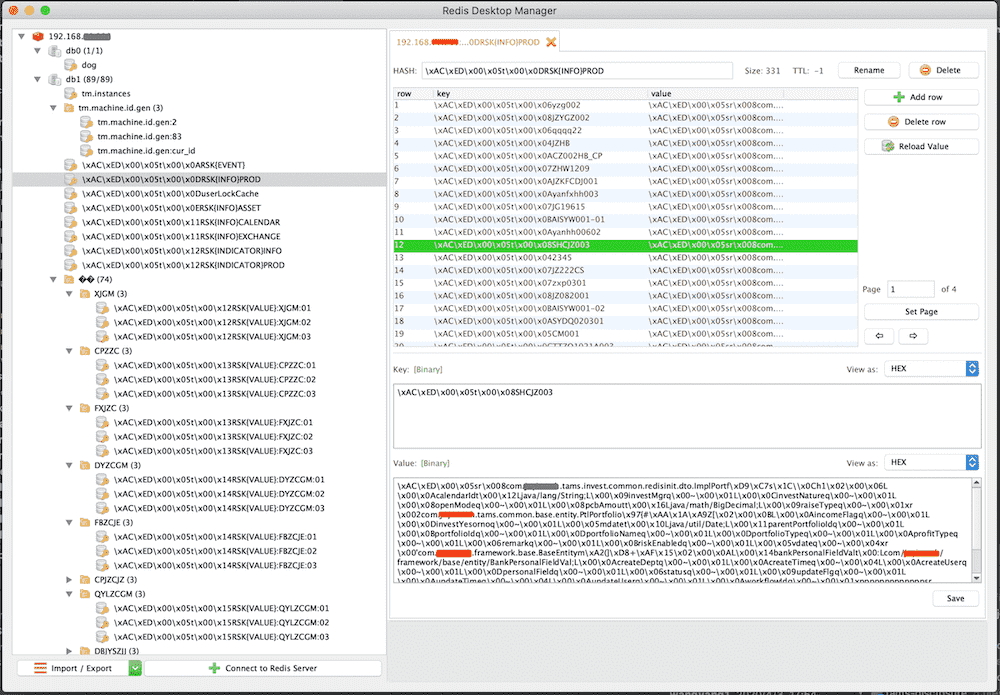 Redis Desktop Manager
192.168.
db0 (1/1)
dog
db1 (89/89)
tm.instances
tm.machine.id.gen (3)
tm.machine.id.gen:2
tm.machine.id.gen:83
tm.machine.id.gen:cur_id
\xAC\xED\x00\x05t\x00\x0ARSK{EVENT}
\xAC\xED\x00\x05t\x00\x0DRSK{INFO}PROD
\xAC\xED\x00\x05t\x00\x0DuserLockCache
\xAC\xED\x00\x05t\x00\x0ERSK{INFO}ASSET
\xAC\xED\x00\x05t\x00\x11RSK{INFO}CALENDAR
\xAC\xED\x00\x05t\x00\x11RSK{INFO}EXCHANGE
\xAC\xED\x00\x05t\x00\x12RSK{INDICATOR}INFO
\xAC\xED\x00\x05t\x00\x12RSK{INDICATOR}PROD
�� (74)
XJGM (3)
\xAC\xED\x00\x05t\x00\x12RSK{VALUE}:XJGM:01
\xAC\xED\x00\x05t\x00\x12RSK{VALUE}:XJGM:02
\xAC\xED\x00\x05t\x00\x12RSK{VALUE}:XJGM:03
CPZZC (3)
\xAC\xED\x00\x05t\x00\x13RSK{VALUE}:CPZZC:01
\xAC\xED\x00\x05t\x00\x13RSK{VALUE}:CPZZC:02
\xAC\xED\x00\x05t\x00\x13RSK{VALUE}:CPZZC:03
FXJZC (3)
\xAC\xED\x00\x05t\x00\x13RSK{VALUE}:FXJZC:01
\xAC\xED\x00\x05t\x00\x13RSK{VALUE}:FXJZC:02
\xAC\xED\x00\x05t\x00\x13RSK{VALUE}:FXJZC:03
DYZCGM (3)
\xAC\xED\x00\x05t\x00\x14RSK{VALUE}:DYZCGM:01
\xAC\xED\x00\x05t\x00\x14RSK{VALUE}:DYZCGM:02
\xAC\xED\x00\x05t\x00\x14RSK{VALUE}:DYZCGM:03
FBZCJE (3)
\xAC\xED\x00\x05t\x00\x14RSK{VALUE}:FBZCJE:01
\xAC\xED\x00\x05t\x00\x14RSK{VALUE}:FBZCJE:02
\xAC\xED\x00\x05t\x00\x14RSK{VALUE}:FBZCJE:03
CPJZCJZ (3)
QYLZCGM (3)
\xAC\xED\x00\x05t\x00\x15RSK{VALUE}:QYLZCGM:01
\xAC\xED\x00\x05t\x00\x15RSK{VALUE}:QYLZCGM:02
\xAC\xED\x00\x05t\x00\x15RSK{VALUE}:QYLZCGM:03
DBJYSZJJ (3)
Import / Export
Connect to Redis Server
192.168. ...0DRSK{INFO}PROD
HASH: \xAC\xED\x00\x05t\x00\x0DRSK{INFO}PROD Size: 331 TTL: -1 Rename Delete
row key value
1 \xAC\xED\x00\x05t\x00\x06yzg002 \xAC\xED\x00\x05sr\x008com....
2 \xAC\xED\x00\x05t\x00\x08JZYGZ002 \xAC\xED\x00\x05sr\x008com....
3 \xAC\xED\x00\x05t\x00\x06qqqq22 \xAC\xED\x00\x05sr\x008com....
4 \xAC\xED\x00\x05t\x00\x04JZHB \xAC\xED\x00\x05sr\x008com....
5 \xAC\xED\x00\x05t\x00\x0ACZ002HB_CP \xAC\xED\x00\x05sr\x008com....
6 \xAC\xED\x00\x05t\x00\x07ZHW1209 \xAC\xED\x00\x05sr\x008com....
7 \xAC\xED\x00\x05t\x00\x0AJZKFCDJ001 \xAC\xED\x00\x05sr\x008com....
8 \xAC\xED\x00\x05t\x00\x0Ayanfxhh003 \xAC\xED\x00\x05sr\x008com....
9 \xAC\xED\x00\x05t\x00\x07JG19615 \xAC\xED\x00\x05sr\x008com....
10 \xAC\xED\x00\x05t\x00\x0BAISYW001-01 \xAC\xED\x00\x05sr\x008com....
11 \xAC\xED\x00\x05t\x00\x0Ayanhh00602 \xAC\xED\x00\x05sr\x008com....
12 \xAC\xED\x00\x05t\x00\x08SHCJZ003 \xAC\xED\x00\x05sr\x008com....
13 \xAC\xED\x00\x05t\x00\x042345 \xAC\xED\x00\x05sr\x008com....
14 \xAC\xED\x00\x05t\x00\x07JZ222CS \xAC\xED\x00\x05sr\x008com....
15 \xAC\xED\x00\x05t\x00\x07zxp0301 \xAC\xED\x00\x05sr\x008com....
16 \xAC\xED\x00\x05t\x00\x08JZ082001 \xAC\xED\x00\x05sr\x008com....
17 \xAC\xED\x00\x05t\x00\x0BAISYW001-02 \xAC\xED\x00\x05sr\x008com....
18 \xAC\xED\x00\x05t\x00\x0ASYDQ020301 \xAC\xED\x00\x05sr\x008com....
19 \xAC\xED\x00\x05t\x00\x05CM001 \xAC\xED\x00\x05sr\x008com....
Add row
Delete row
Reload Value
Page 1 of 4
Set Page
Key: [Binary] View as: HEX
\xAC\xED\x00\x05t\x00\x08SHCJZ003
Value: [Binary] View as: HEX
\xAC\xED\x00\x05sr\x008com. .tams.invest.common.redisinit.dto.ImplPortf\xD9\xC7s\x1C\\x0Ch1\x02\x00\x06L
\x00\x0AcalendarIdt\x00\x12Ljava/lang/String;L\x00\x09investMgrq\x00~\x00\x01L\x00\x0CinvestNatureq\x00~\x00\x01L
\x00\x08openModeq\x00~\x00\x01L\x00\x08pcbAmoutt\x00\x16Ljava/math/BigDecimal;L\x00\x09raiseTypeq\x00~\x00\x01xr
\x002com. .tams.common.base.entity.PtlPortfolio\x97{#\xAA\x1A\xA9Z[\x02\x00\x0BL\x00\x0AincomeFlagq\x00~\x00\x01L
\x00\x0DinvestYesornoq\x00~\x00\x01L\x00\x05mdatet\x00\x10Ljava/util/Date;L\x00\x11parentPortfolioIdq\x00~\x00\x01L
\x00\x0BportfolioIdq\x00~\x00\x01L\x00\x0DportfolioNameq\x00~\x00\x01L\x00\x0DportfolioTypeq\x00~\x00\x01L\x00\x0AprofitTypeq
\x00~\x00\x01L\x00\x06remarkq\x00~\x00\x01L\x00\x0BriskEnabledq\x00~\x00\x01L\x00\x05vdateq\x00~\x00\x04xr
\x00'com. .framework.base.BaseEntitym\xA2(]\xD8+\xAF\x15\x02\x00\x0AL\x00\x14bankPersonalFieldValt\x00:Lcom/ /
framework/base/entity/BankPersonalFieldVal;L\x00\x0AcreateDeptq\x00~\x00\x01L\x00\x0AcreateTimeq\x00~\x00\x04L\x00\x0AcreateUserq
\x00~\x00\x01L\x00\x0DpersonalFieldq\x00~\x00\x01L\x00\x06statusq\x00~\x00\x01L\x00\x09updateFlgq\x00~\x00\x01L
Save